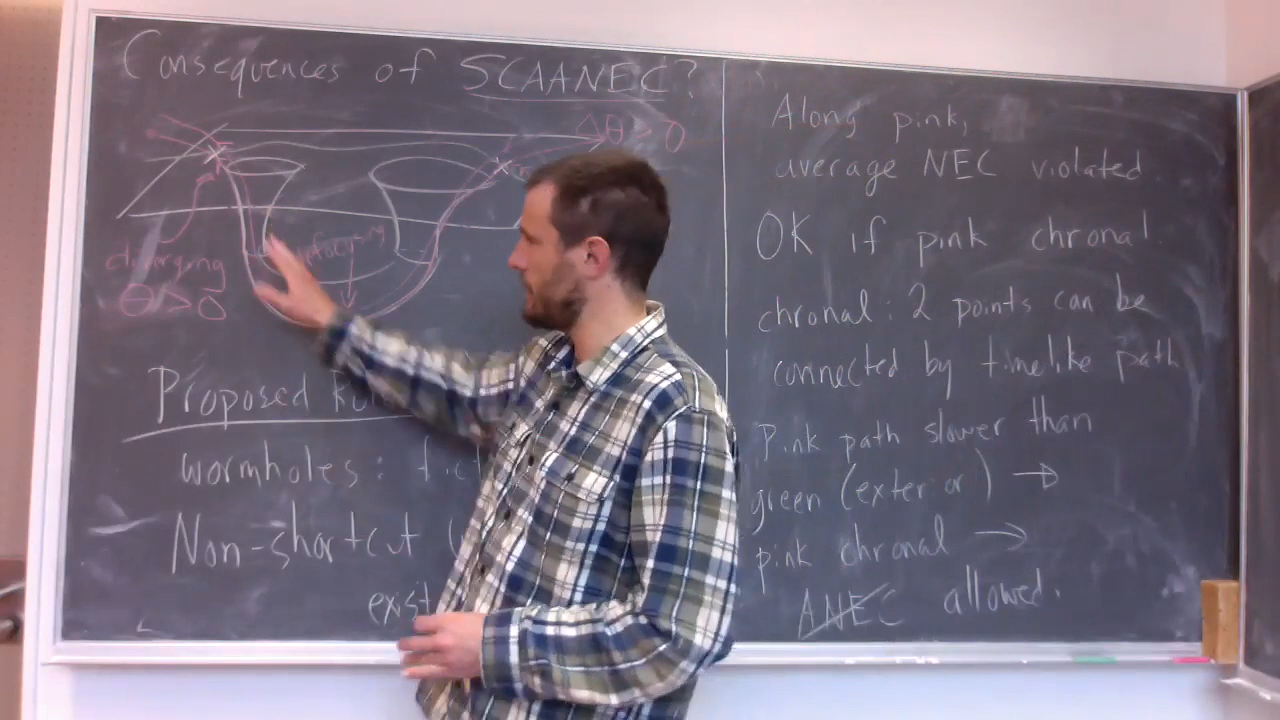 Consequences of SCAANEC?
Δθ > 0
diverging
θ > 0
Proposed
wormholes:
Non-shortcut (
exist
Along pink,
average NEC violated.
OK if pink chronal.
chronal: 2 points can be
connected by timelike path
Pink path slower than
green (exterior) →
pink chronal →
ANEC allowed.